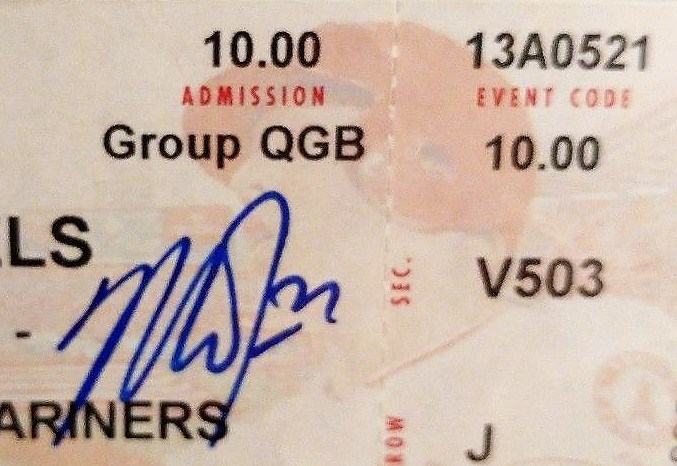 10.00 13A0521
ADMISSION EVENT CODE
Group QGB 10.00
LS
SEC. V503
-
ARINERS
ROW J